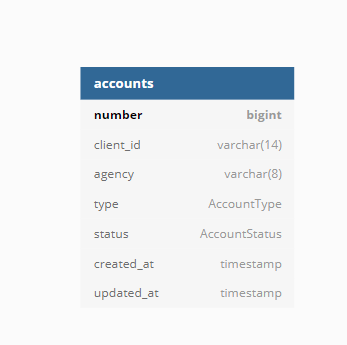 accounts
number bigint
client_id varchar(14)
agency varchar(8)
type AccountType
status AccountStatus
created_at timestamp
updated_at timestamp